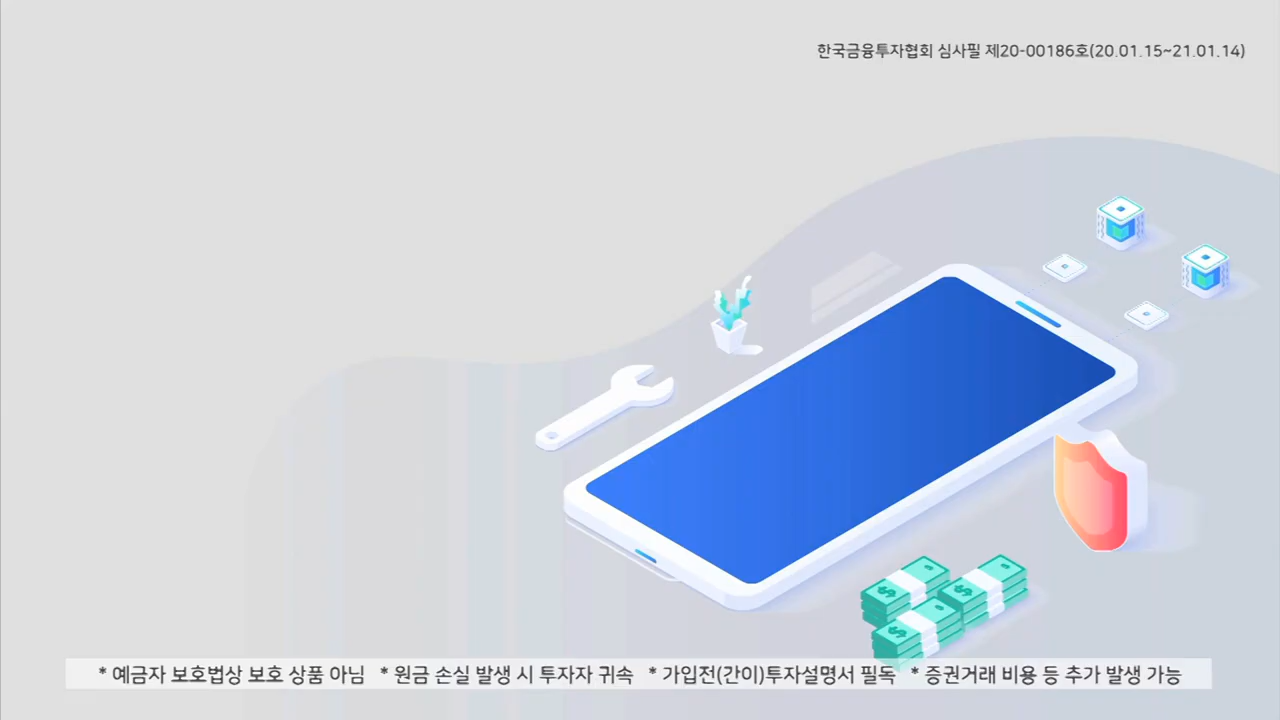 한국금융투자협회 심사필 제20-00186호(20.01.15~21.01.14)
* 예금자 보호법상 보호 상품 아님 * 원금 손실 발생 시 투자자 귀속 * 가입전(간이)투자설명서 필독 * 증권거래 비용 등 추가 발생 가능